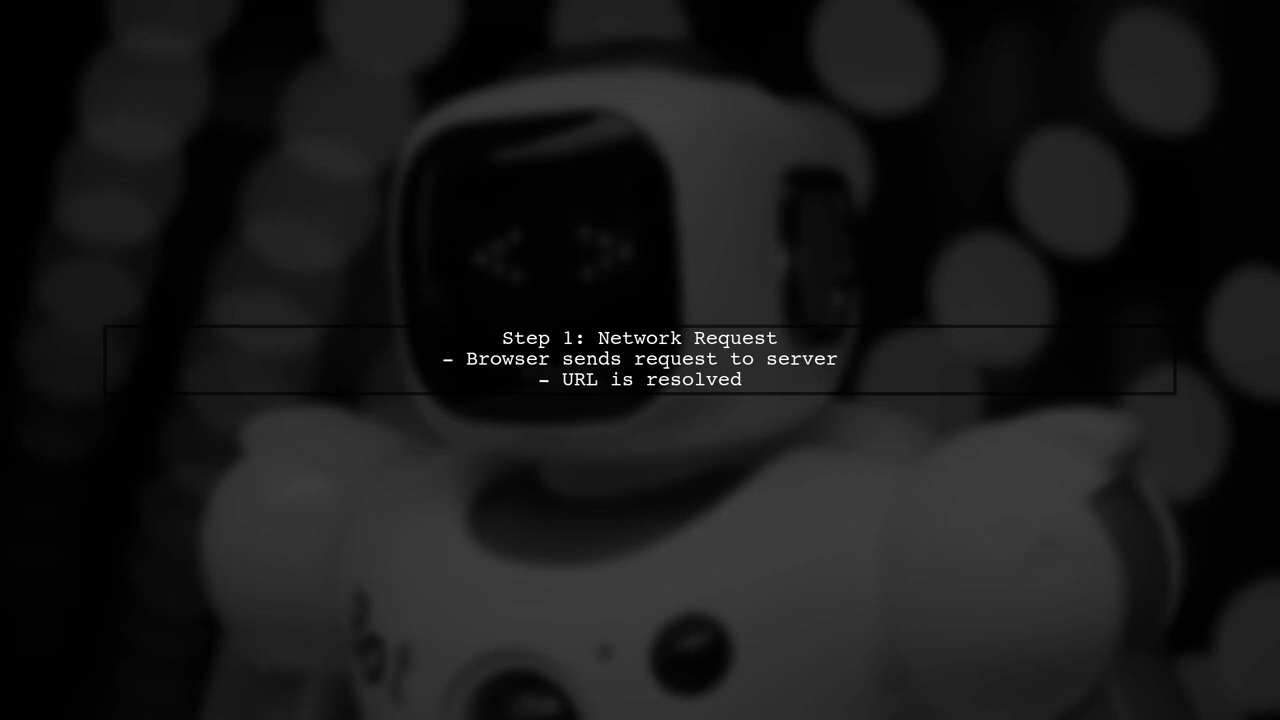 Step 1: Network Request
– Browser sends request to server
– URL is resolved